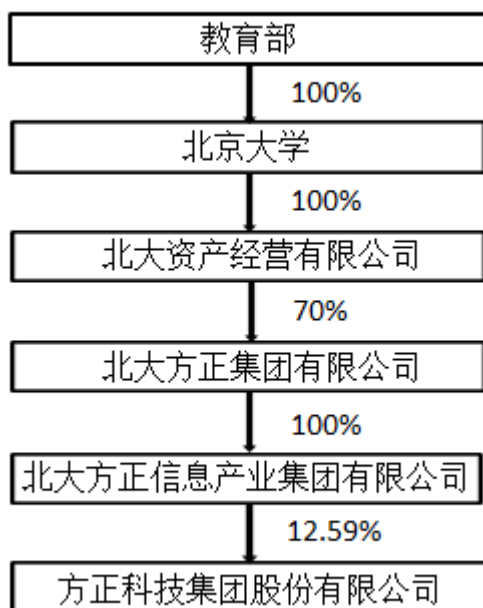 教育部
100%
北京大学
100%
北大资产经营有限公司
70%
北大方正集团有限公司
100%
北大方正信息产业集团有限公司
12.59%
方正科技集团股份有限公司